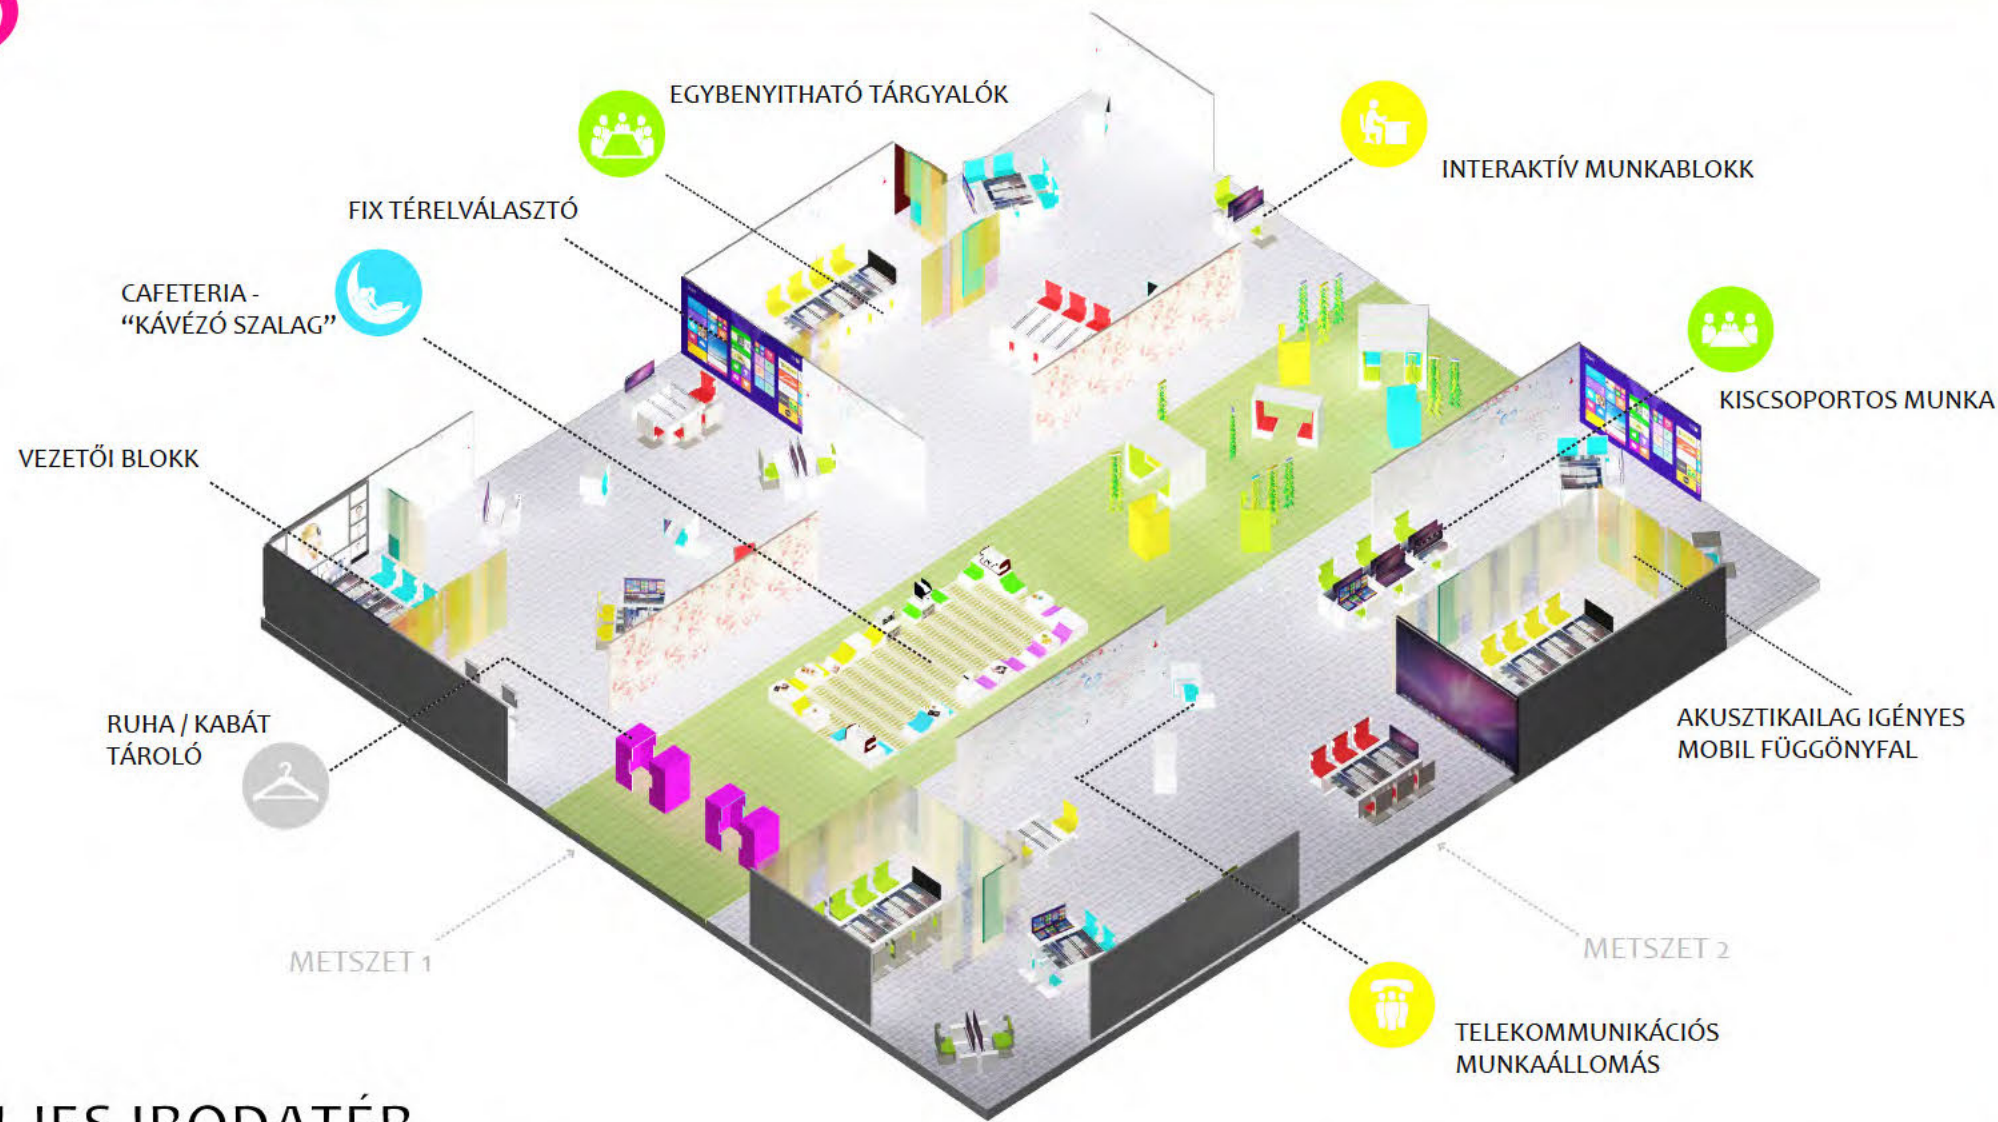 EGYBENYITHATÓ TÁRGYALÓK
INTERAKTÍV MUNKABLOKK
FIX TÉRELVÁLASZTÓ
CAFETERIA -
“KÁVÉZÓ SZALAG”
KISCSOPORTOS MUNKA
VEZETŐI BLOKK
RUHA / KABÁT
TÁROLÓ
AKUSZTIKAILAG IGÉNYES
MOBIL FÜGGÖNYFAL
METSZET 1
METSZET 2
TELEKOMMUNIKÁCIÓS
MUNKAÁLLOMÁS
IRODATÉR